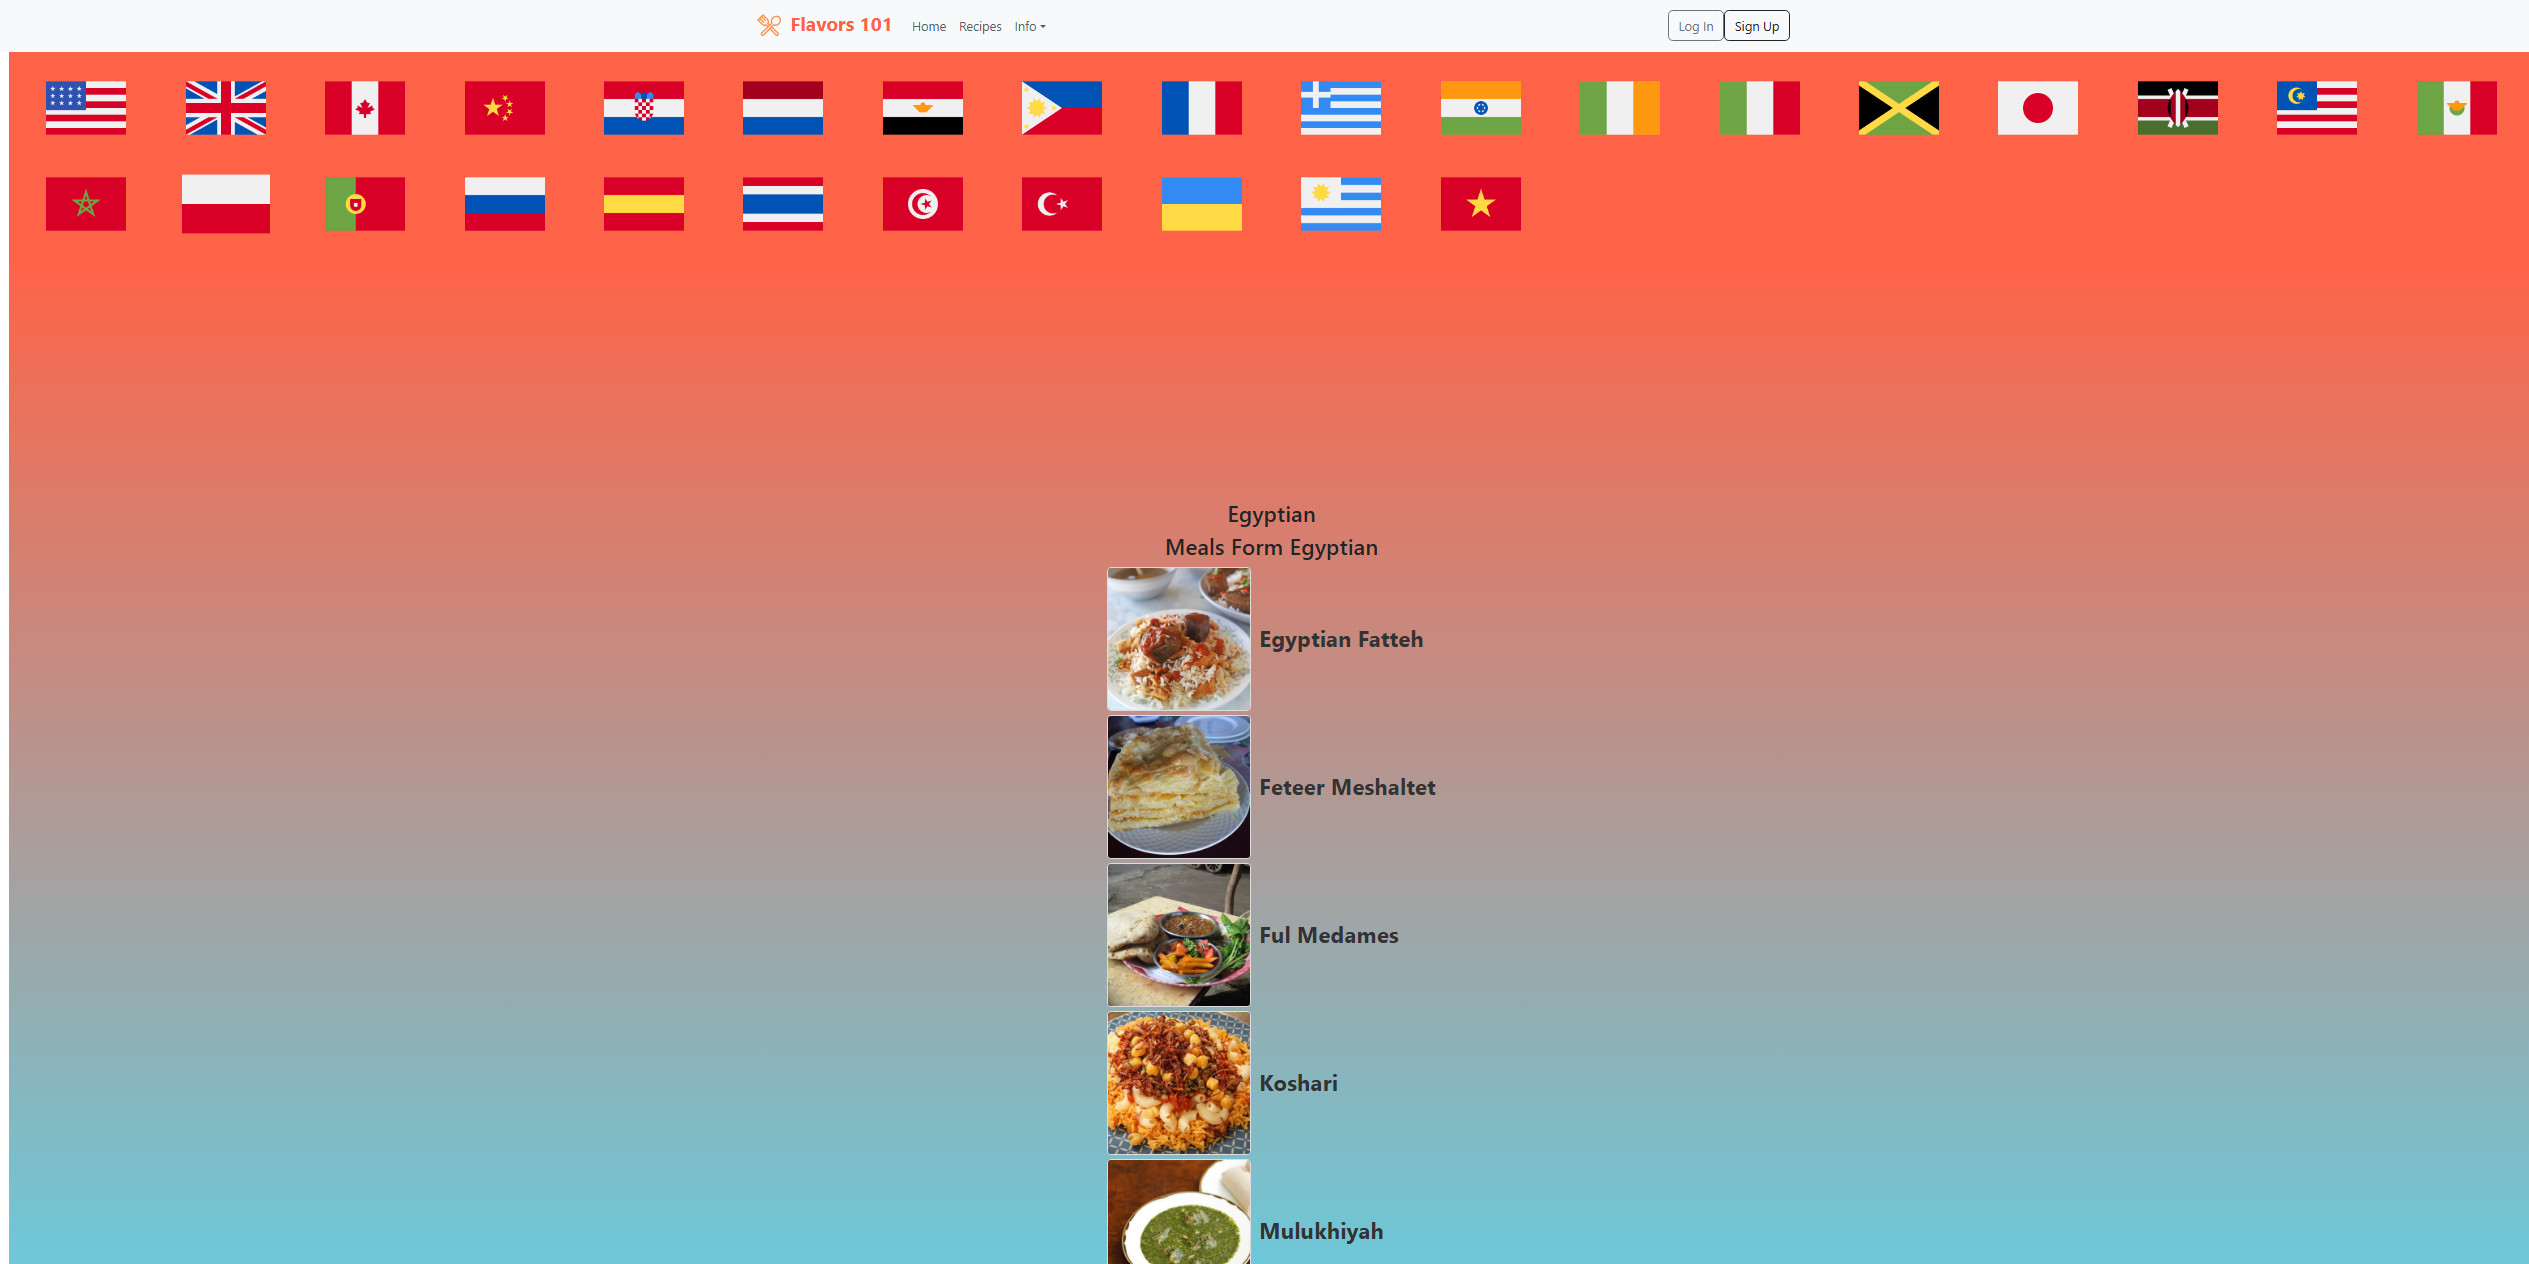 Flavors 101 Home Recipes Info Log In Sign Up
Egyptian
Meals Form Egyptian
Egyptian Fatteh
Feteer Meshaltet
Ful Medames
Koshari
Mulukhiyah